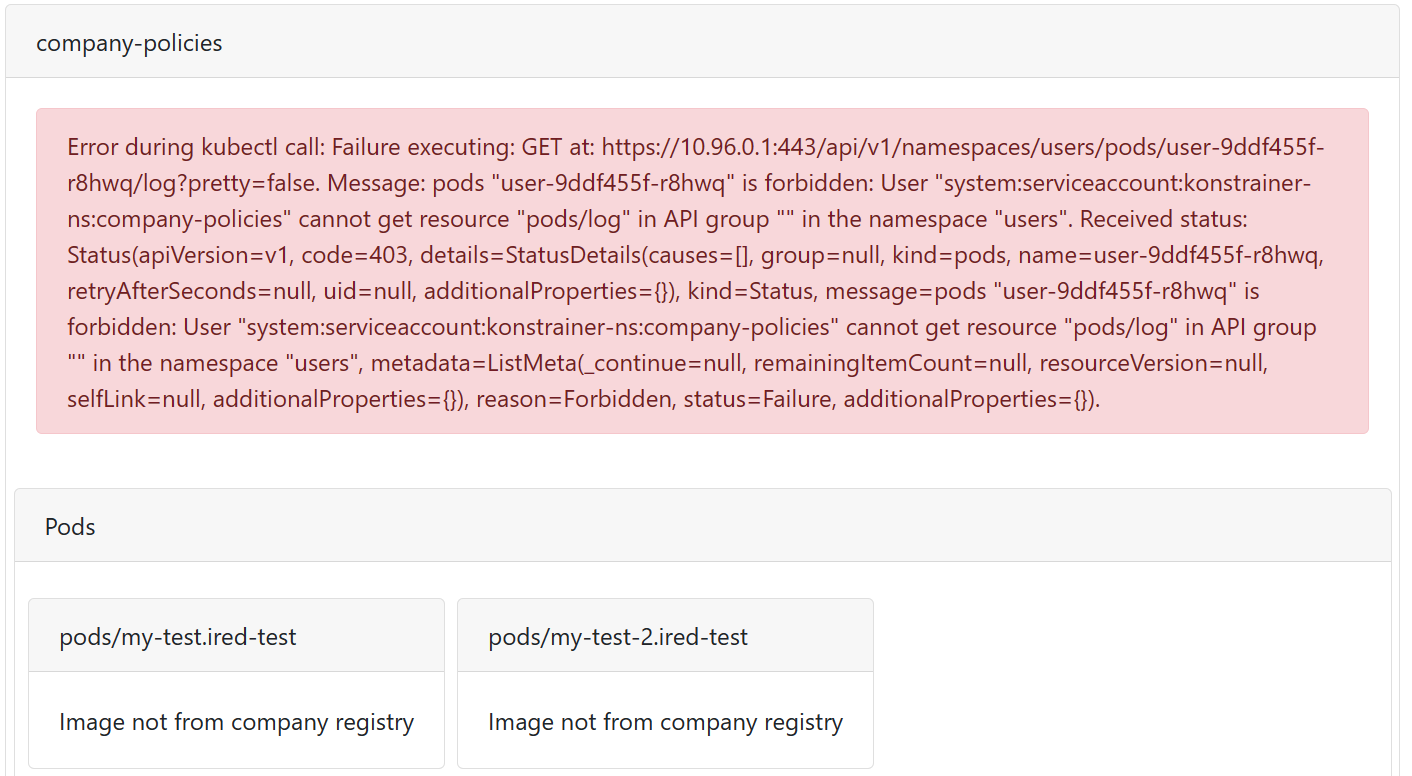 company-policies
Error during kubectl call: Failure executing: GET at: https://10.96.0.1:443/api/v1/namespaces/users/pods/user-9ddf455f-
r8hwq/log?pretty=false. Message: pods "user-9ddf455f-r8hwq" is forbidden: User "system:serviceaccount:konstrainer-
ns:company-policies" cannot get resource "pods/log" in API group "" in the namespace "users". Received status:
Status(apiVersion=v1, code=403, details=StatusDetails(causes=[], group=null, kind=pods, name=user-9ddf455f-r8hwq,
retryAfterSeconds=null, uid=null, additionalProperties={}), kind=Status, message=pods "user-9ddf455f-r8hwq" is
forbidden: User "system:serviceaccount:konstrainer-ns:company-policies" cannot get resource "pods/log" in API group
"" in the namespace "users", metadata=ListMeta(_continue=null, remainingItemCount=null, resourceVersion=null,
selfLink=null, additionalProperties={}), reason=Forbidden, status=Failure, additionalProperties={}).
Pods
pods/my-test.ired-test
Image not from company registry
pods/my-test-2.ired-test
Image not from company registry